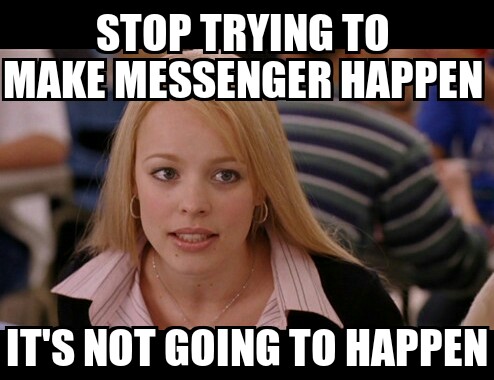 STOP TRYING TO
MAKE MESSENGER HAPPEN
IT'S NOT GOING TO HAPPEN